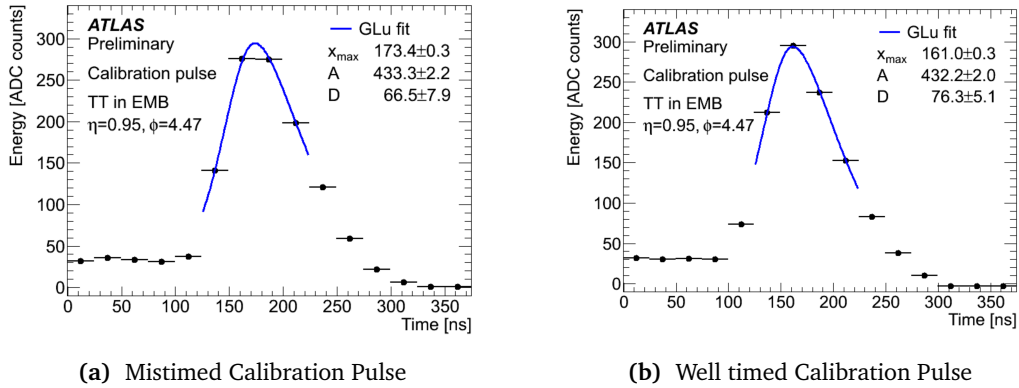 ATLAS
Preliminary
Calibration pulse
TT in EMB
η=0.95, ϕ=4.47
GLu fit
x_max 173.4±0.3
A 433.3±2.2
D 66.5±7.9
Energy [ADC counts]
300
250
200
150
100
50
0
0 50 100 150 200 250 300 350
Time [ns]
(a) Mistimed Calibration Pulse
ATLAS
Preliminary
Calibration pulse
TT in EMB
η=0.95, ϕ=4.47
GLu fit
x_max 161.0±0.3
A 432.2±2.0
D 76.3±5.1
Energy [ADC counts]
300
250
200
150
100
50
0
0 50 100 150 200 250 300 350
Time [ns]
(b) Well timed Calibration Pulse